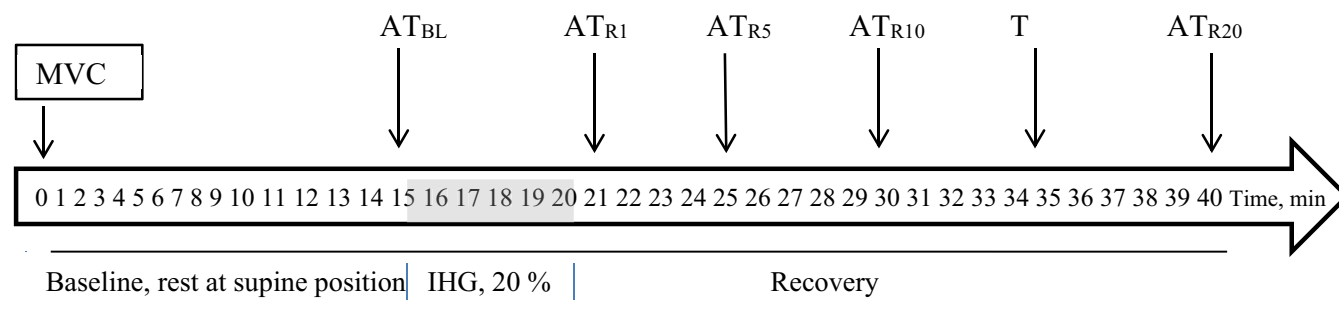 AT_BL AT_R1 AT_R5 AT_R10 T AT_R20
MVC
0 1 2 3 4 5 6 7 8 9 10 11 12 13 14 15 16 17 18 19 20 21 22 23 24 25 26 27 28 29 30 31 32 33 34 35 36 37 38 39 40 Time, min
Baseline, rest at supine position IHG, 20 % Recovery